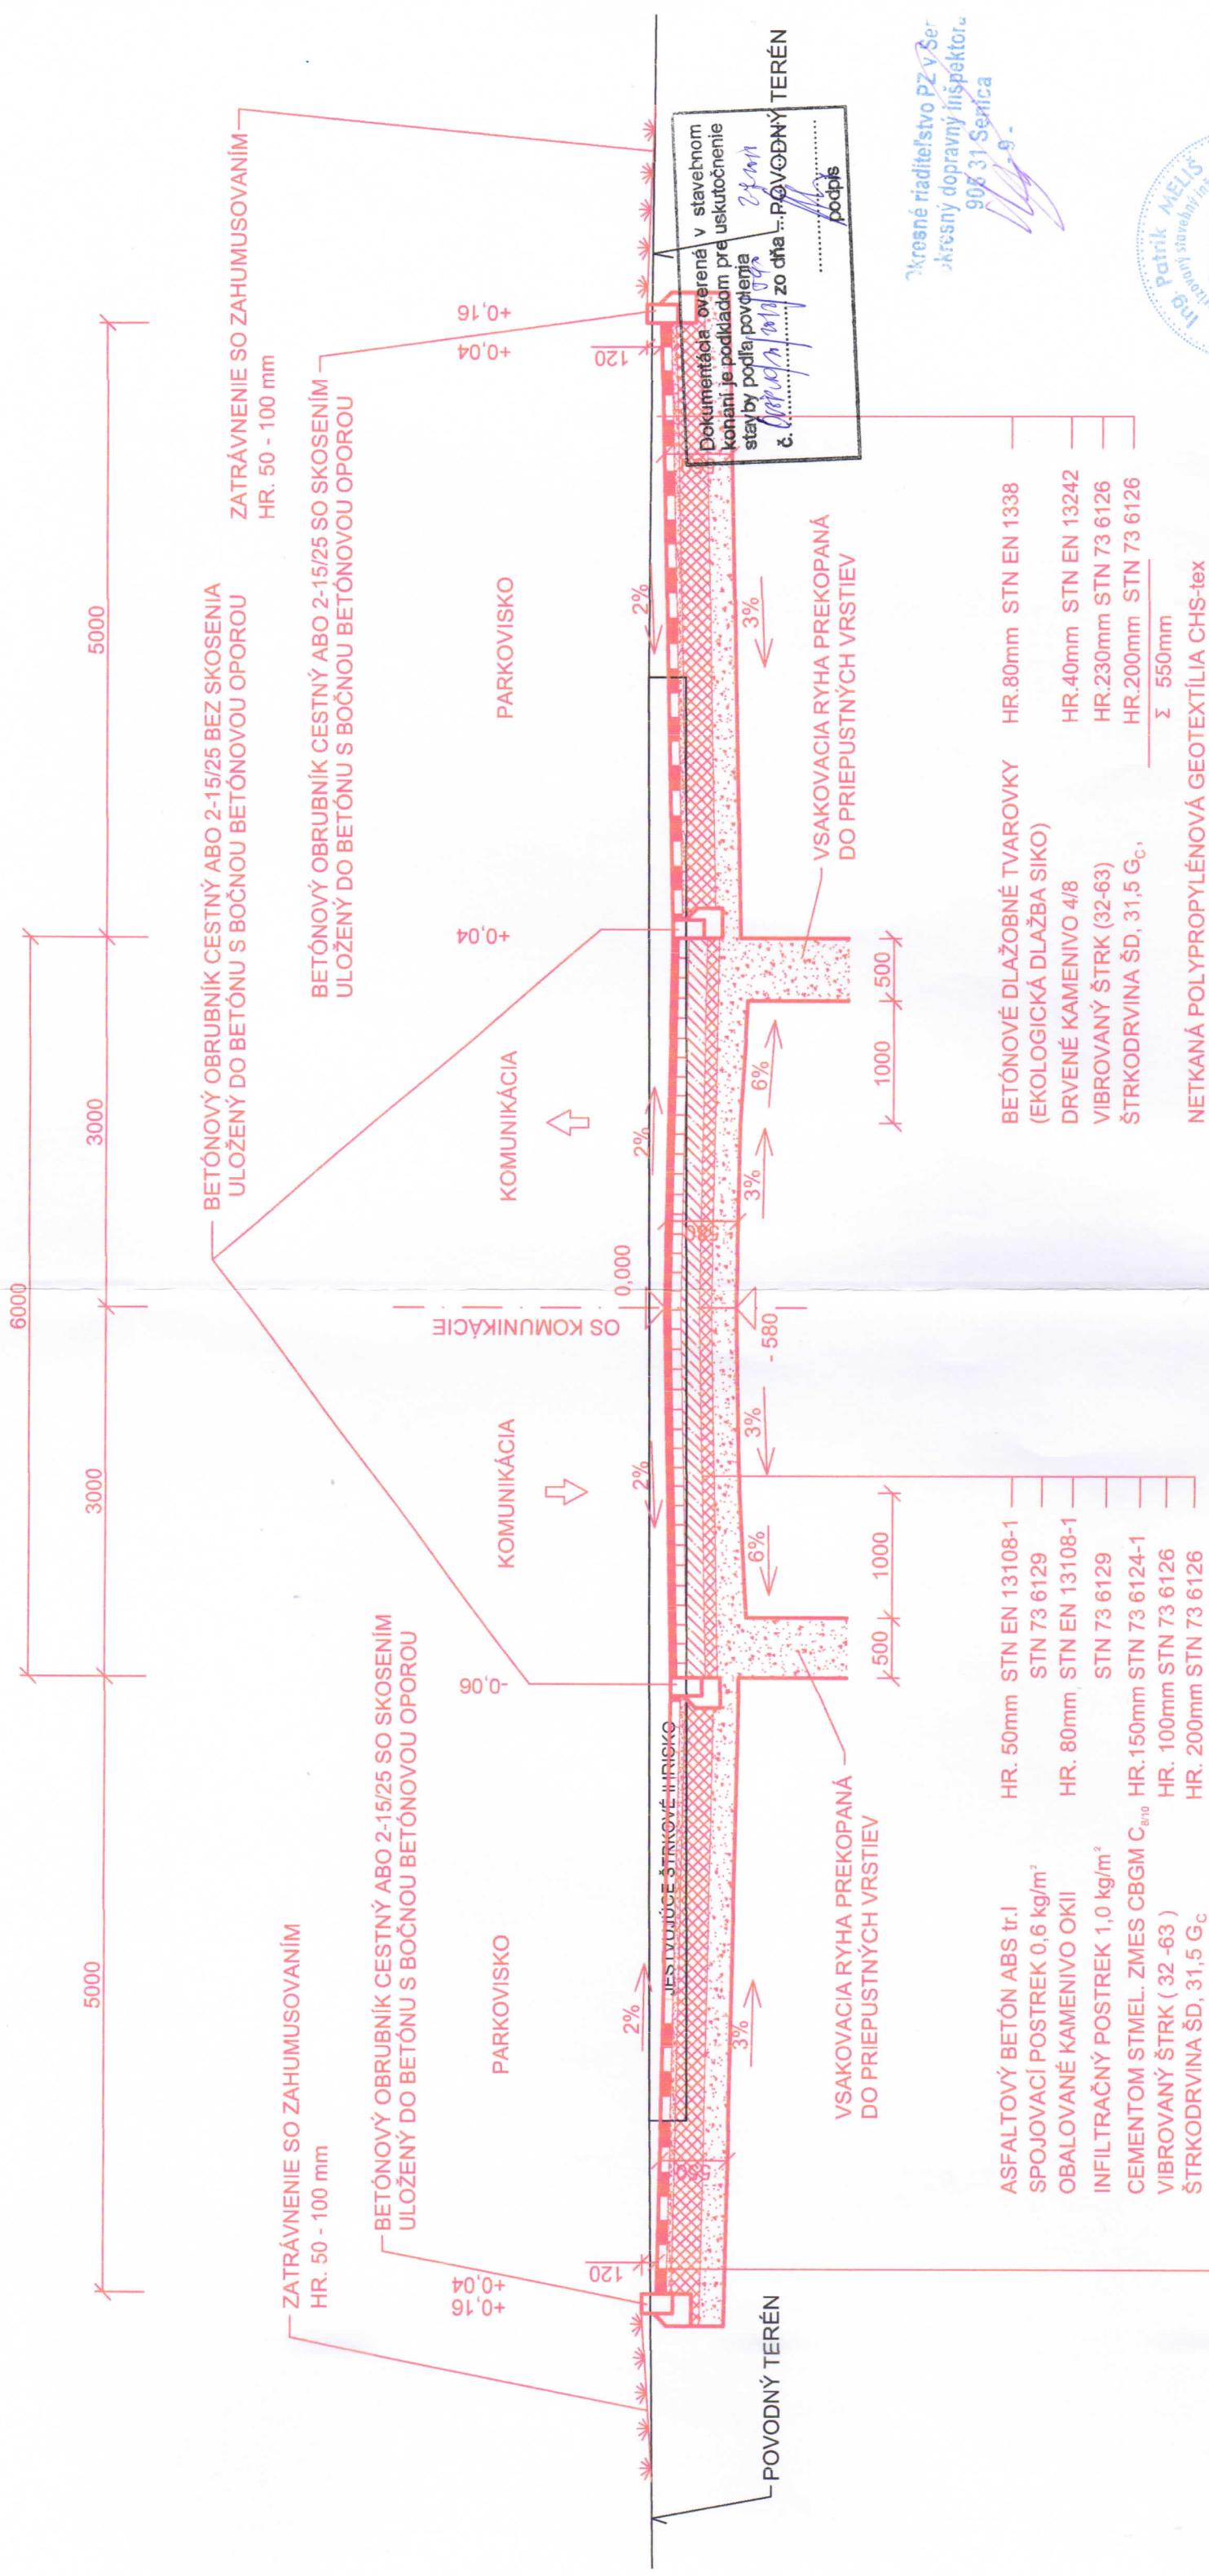 6000
5000
3000
3000
5000
ZATRÁVNENIE SO ZAHUMUSOVANÍM
HR. 50 - 100 mm
BETÓNOVÝ OBRUBNÍK CESTNÝ ABO 2-15/25 SO SKOSENÍM
ULOŽENÝ DO BETÓNU S BOČNOU BETÓNOVOU OPOROU
BETÓNOVÝ OBRUBNÍK CESTNÝ ABO 2-15/25 BEZ SKOSENIA
ULOŽENÝ DO BETÓNU S BOČNOU BETÓNOVOU OPOROU
BETÓNOVÝ OBRUBNÍK CESTNÝ ABO 2-15/25 SO SKOSENÍM
ULOŽENÝ DO BETÓNU S BOČNOU BETÓNOVOU OPOROU
ZATRÁVNENIE SO ZAHUMUSOVANÍM
HR. 50 - 100 mm
PARKOVISKO
KOMUNIKÁCIA
KOMUNIKÁCIA
PARKOVISKO
OS KOMUNIKÁCIE
+0,16
+0,04
120
-0,06
0,000
+0,04
+0,04
+0,16
120
2%
2%
2%
2%
JESTVUJÚCE ŠTRKOVÉ IHRISKO
3%
6%
3%
- 580
3%
6%
3%
500
1000
1000
500
POVODNÝ TERÉN
POVODNÝ TERÉN
VSAKOVACIA RYHA PREKOPANÁ
DO PRIEPUSTNÝCH VRSTIEV
VSAKOVACIA RYHA PREKOPANÁ
DO PRIEPUSTNÝCH VRSTIEV
ASFALTOVÝ BETÓN ABS tr.I HR. 50mm STN EN 13108-1
SPOJOVACÍ POSTREK 0,6 kg/m² STN 73 6129
OBALOVANÉ KAMENIVO OKII HR. 80mm STN EN 13108-1
INFILTRAČNÝ POSTREK 1,0 kg/m² STN 73 6129
CEMENTOM STMEL. ZMES CBGM C8/10 HR.150mm STN 73 6124-1
VIBROVANÝ ŠTRK ( 32 -63 ) HR. 100mm STN 73 6126
ŠTRKODRVINA ŠD, 31,5 GC HR. 200mm STN 73 6126
BETÓNOVÉ DLAŽOBNÉ TVAROVKY HR.80mm STN EN 1338
(EKOLOGICKÁ DLAŽBA SIKO)
DRVENÉ KAMENIVO 4/8 HR.40mm STN EN 13242
VIBROVANÝ ŠTRK (32-63) HR.230mm STN 73 6126
ŠTRKODRVINA ŠD, 31,5 GC, HR.200mm STN 73 6126
Σ 550mm
NETKANÁ POLYPROPYLÉNOVÁ GEOTEXTÍLIA CHS-tex
Dokumentácia overená v stavebnom
konaní je podkladom pre uskutočnenie
stavby podľa povolenia
č. zo dňa
podpis
Okresné riaditeľstvo PZ v Sen
okresný dopravný inšpektorá
905 31 Senica
- 9 -
Ing. Patrik MELIŠ